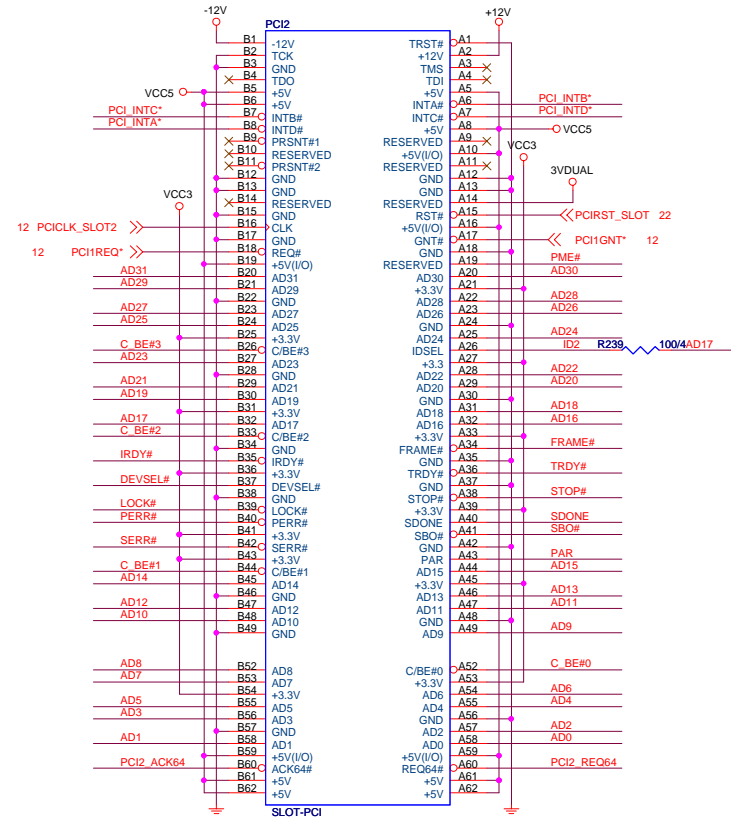 -12V +12V
PCI2
B1 -12V TRST# A1
B2 TCK +12V A2
B3 GND TMS A3
B4 TDO TDI A4
VCC5 B5 +5V +5V A5
B6 +5V INTA# A6 PCI_INTB*
PCI_INTC* B7 INTB# INTC# A7 PCI_INTD*
PCI_INTA* B8 INTD# +5V A8 VCC5
B9 PRSNT#1 RESERVED A9
B10 RESERVED +5V(I/O) A10 VCC3
B11 PRSNT#2 RESERVED A11
B12 GND GND A12
B13 GND GND A13 3VDUAL
VCC3 B14 RESERVED RESERVED A14
B15 GND RST# A15 PCIRST_SLOT 22
12 PCICLK_SLOT2 B16 CLK +5V(I/O) A16
B17 GND GNT# A17 PCI1GNT* 12
12 PCI1REQ* B18 REQ# GND A18
B19 +5V(I/O) RESERVED A19 PME#
AD31 B20 AD31 AD30 A20 AD30
AD29 B21 AD29 +3.3V A21
B22 GND AD28 A22 AD28
AD27 B23 AD27 AD26 A23 AD26
AD25 B24 AD25 GND A24
B25 +3.3V AD24 A25 AD24
C_BE#3 B26 C/BE#3 IDSEL A26 ID2 R239 100/4 AD17
AD23 B27 AD23 +3.3 A27
B28 GND AD22 A28 AD22
AD21 B29 AD21 AD20 A29 AD20
AD19 B30 AD19 GND A30
B31 +3.3V AD18 A31 AD18
AD17 B32 AD17 AD16 A32 AD16
C_BE#2 B33 C/BE#2 +3.3V A33
B34 GND FRAME# A34 FRAME#
IRDY# B35 IRDY# GND A35
B36 +3.3V TRDY# A36 TRDY#
DEVSEL# B37 DEVSEL# GND A37
B38 GND STOP# A38 STOP#
LOCK# B39 LOCK# +3.3V A39
PERR# B40 PERR# SDONE A40 SDONE
B41 +3.3V SBO# A41 SBO#
SERR# B42 SERR# GND A42
B43 +3.3V PAR A43 PAR
C_BE#1 B44 C/BE#1 AD15 A44 AD15
AD14 B45 AD14 +3.3V A45
B46 GND AD13 A46 AD13
AD12 B47 AD12 AD11 A47 AD11
AD10 B48 AD10 GND A48
B49 GND AD9 A49 AD9
AD8 B52 AD8 C/BE#0 A52 C_BE#0
AD7 B53 AD7 +3.3V A53
B54 +3.3V AD6 A54 AD6
AD5 B55 AD5 AD4 A55 AD4
AD3 B56 AD3 GND A56
B57 GND AD2 A57 AD2
AD1 B58 AD1 AD0 A58 AD0
B59 +5V(I/O) +5V(I/O) A59
PCI2_ACK64 B60 ACK64# REQ64# A60 PCI2_REQ64
B61 +5V +5V A61
B62 +5V +5V A62
SLOT-PCI